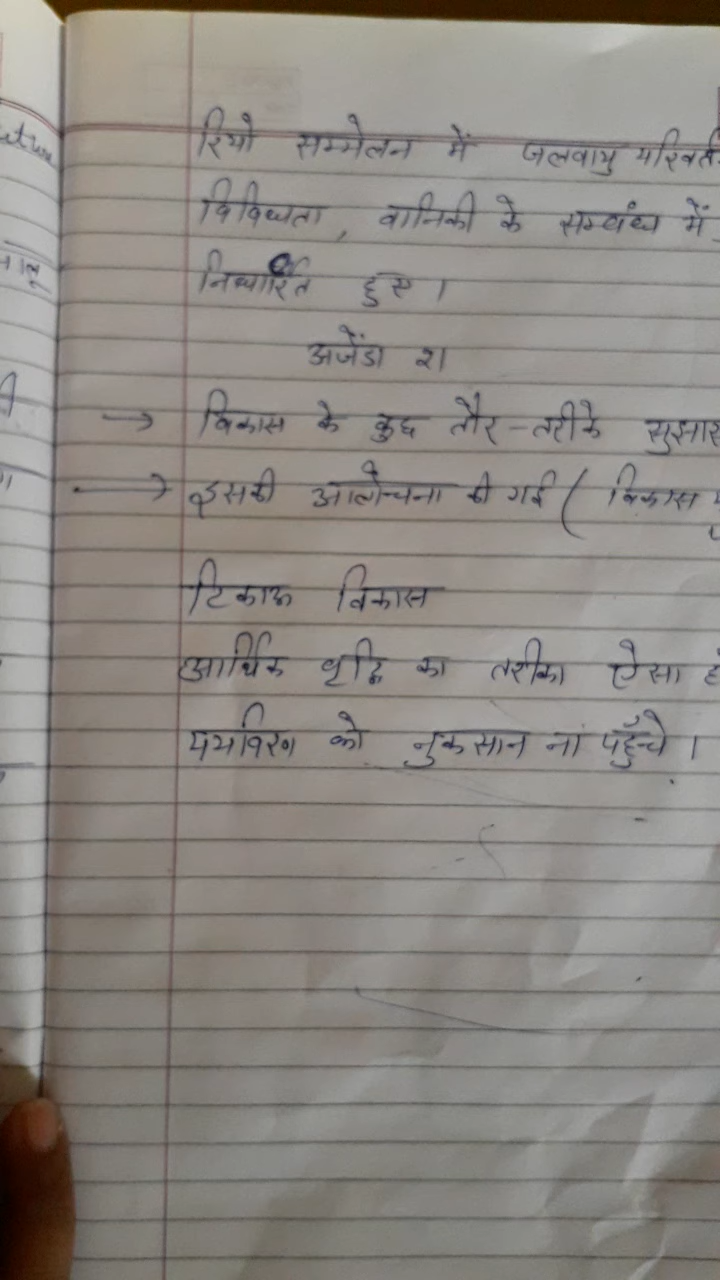 रियो सम्मेलन में जलवायु परिवर्त
विविधता, वानिकी के सम्बंध में
निर्धारित हुए।
अजेंडा २१
→ विकास के कुछ तौर-तरीके सुझाए
→ इसकी आलोचना की गई ( विकास
टिकाऊ विकास
आर्थिक वृद्धि का तरीका ऐसा
पर्यावरण को नुकसान ना पहुँचे।